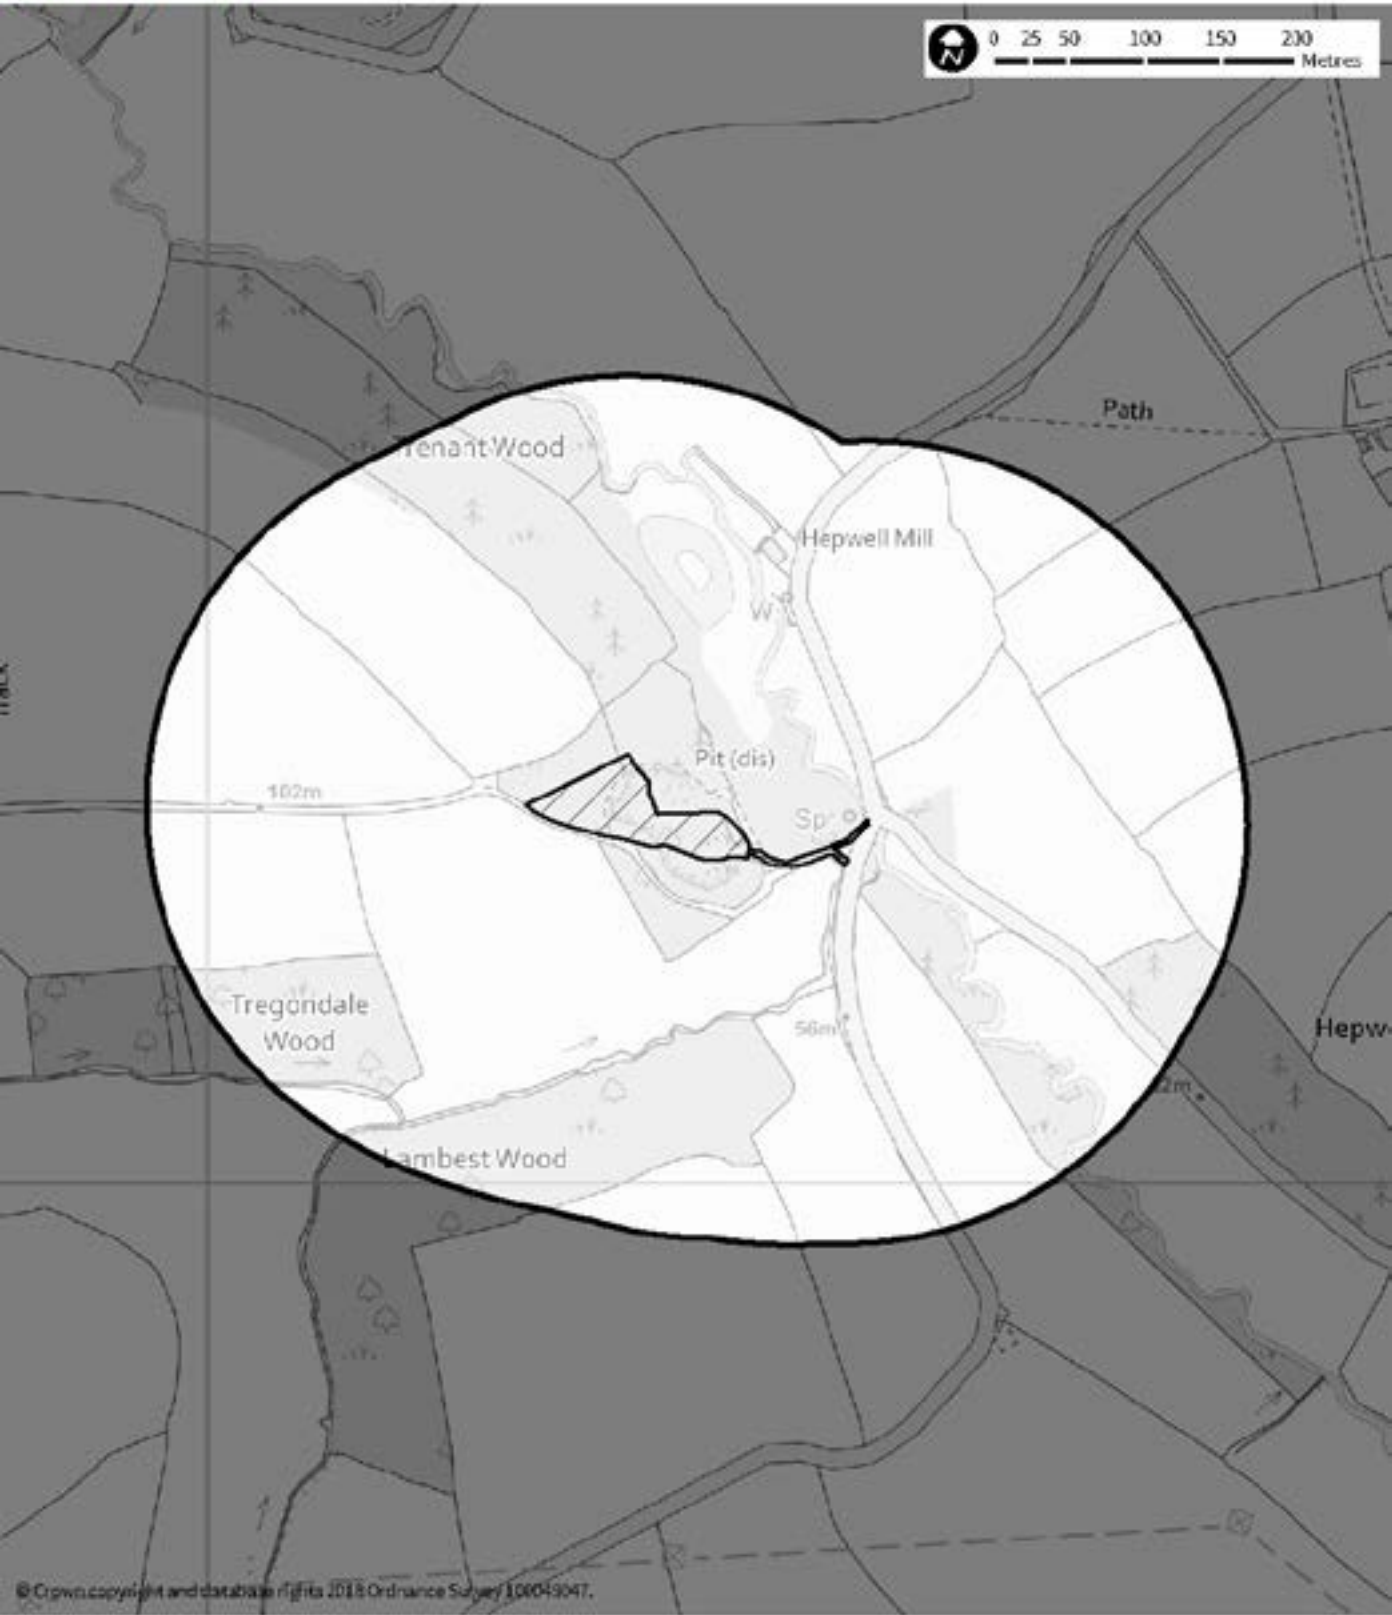 N
0 25 50 100 150 200
Metres
Path
Tenant Wood
Hepwell Mill
W
Pit (dis)
102m
Sp
Tregondale
Wood
56m
Hepw
2m
Lambest Wood
© Crown copyright and database rights 2018 Ordnance Survey 100049047.